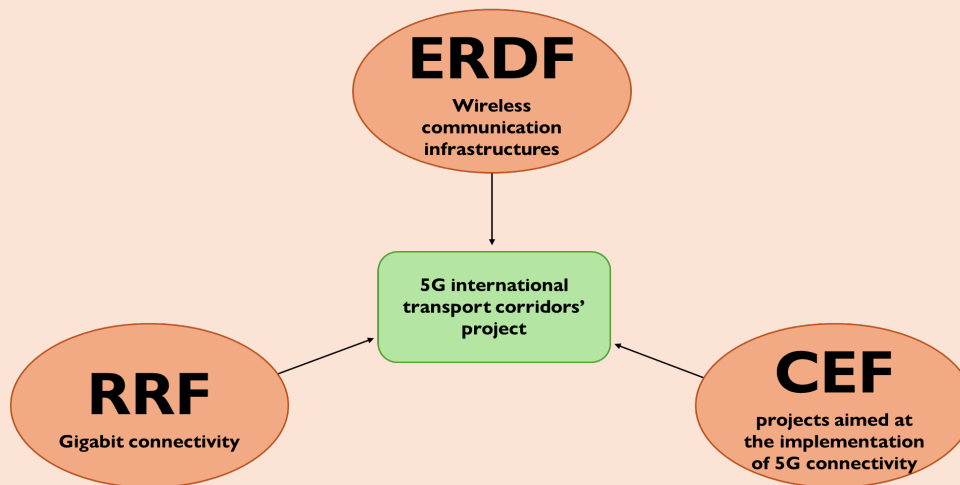 ERDF
Wireless
communication
infrastructures
5G international
transport corridors’
project
RRF
Gigabit connectivity
CEF
projects aimed at
the implementation
of 5G connectivity